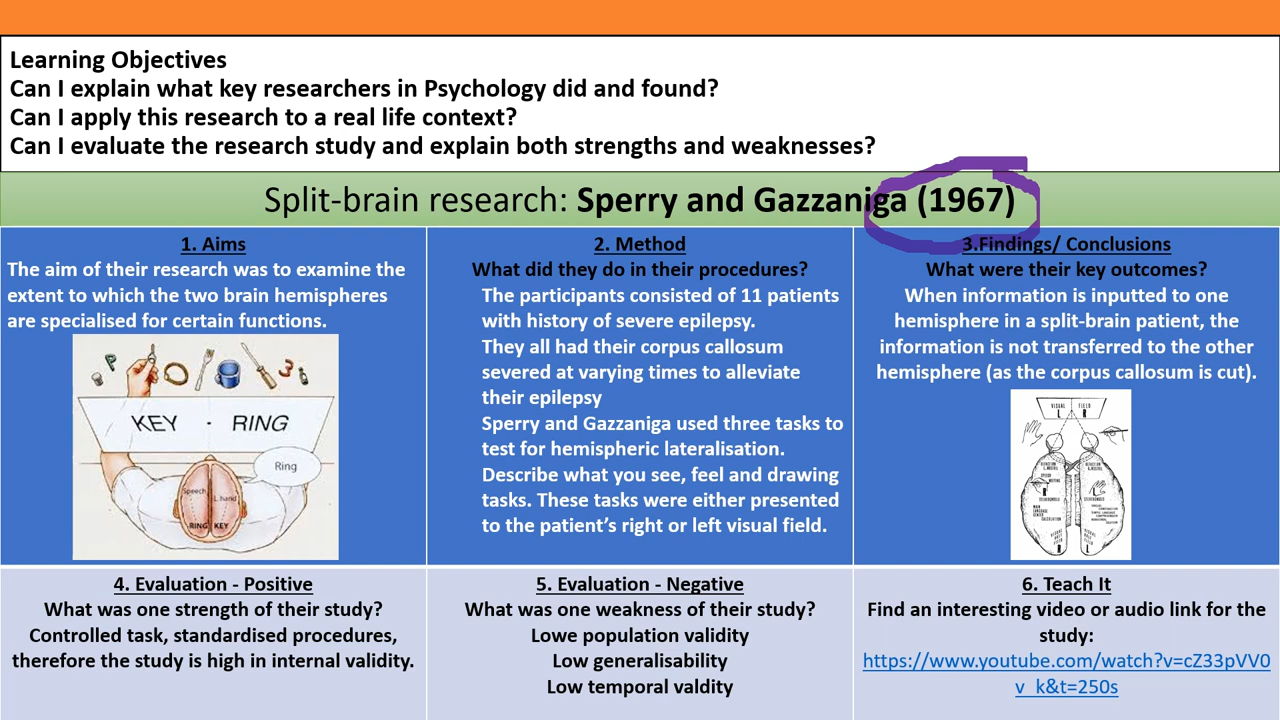 Learning Objectives
Can I explain what key researchers in Psychology did and found?
Can I apply this research to a real life context?
Can I evaluate the research study and explain both strengths and weaknesses?
Split-brain research: Sperry and Gazzaniga (1967)
1. Aims
The aim of their research was to examine the
extent to which the two brain hemispheres
are specialised for certain functions.
KEY · RING
Ring
Speech
L. hand
RING KEY
2. Method
What did they do in their procedures?
The participants consisted of 11 patients
with history of severe epilepsy.
They all had their corpus callosum
severed at varying times to alleviate
their epilepsy
Sperry and Gazzaniga used three tasks to
test for hemispheric lateralisation.
Describe what you see, feel and drawing
tasks. These tasks were either presented
to the patient's right or left visual field.
3.Findings/ Conclusions
What were their key outcomes?
When information is inputted to one
hemisphere in a split-brain patient, the
information is not transferred to the other
hemisphere (as the corpus callosum is cut).
VISUAL FIELD
L R
R L
4. Evaluation - Positive
What was one strength of their study?
Controlled task, standardised procedures,
therefore the study is high in internal validity.
5. Evaluation - Negative
What was one weakness of their study?
Lowe population validity
Low generalisability
Low temporal valdity
6. Teach It
Find an interesting video or audio link for the
study:
https://www.youtube.com/watch?v=cZ33pVV0
v_k&t=250s